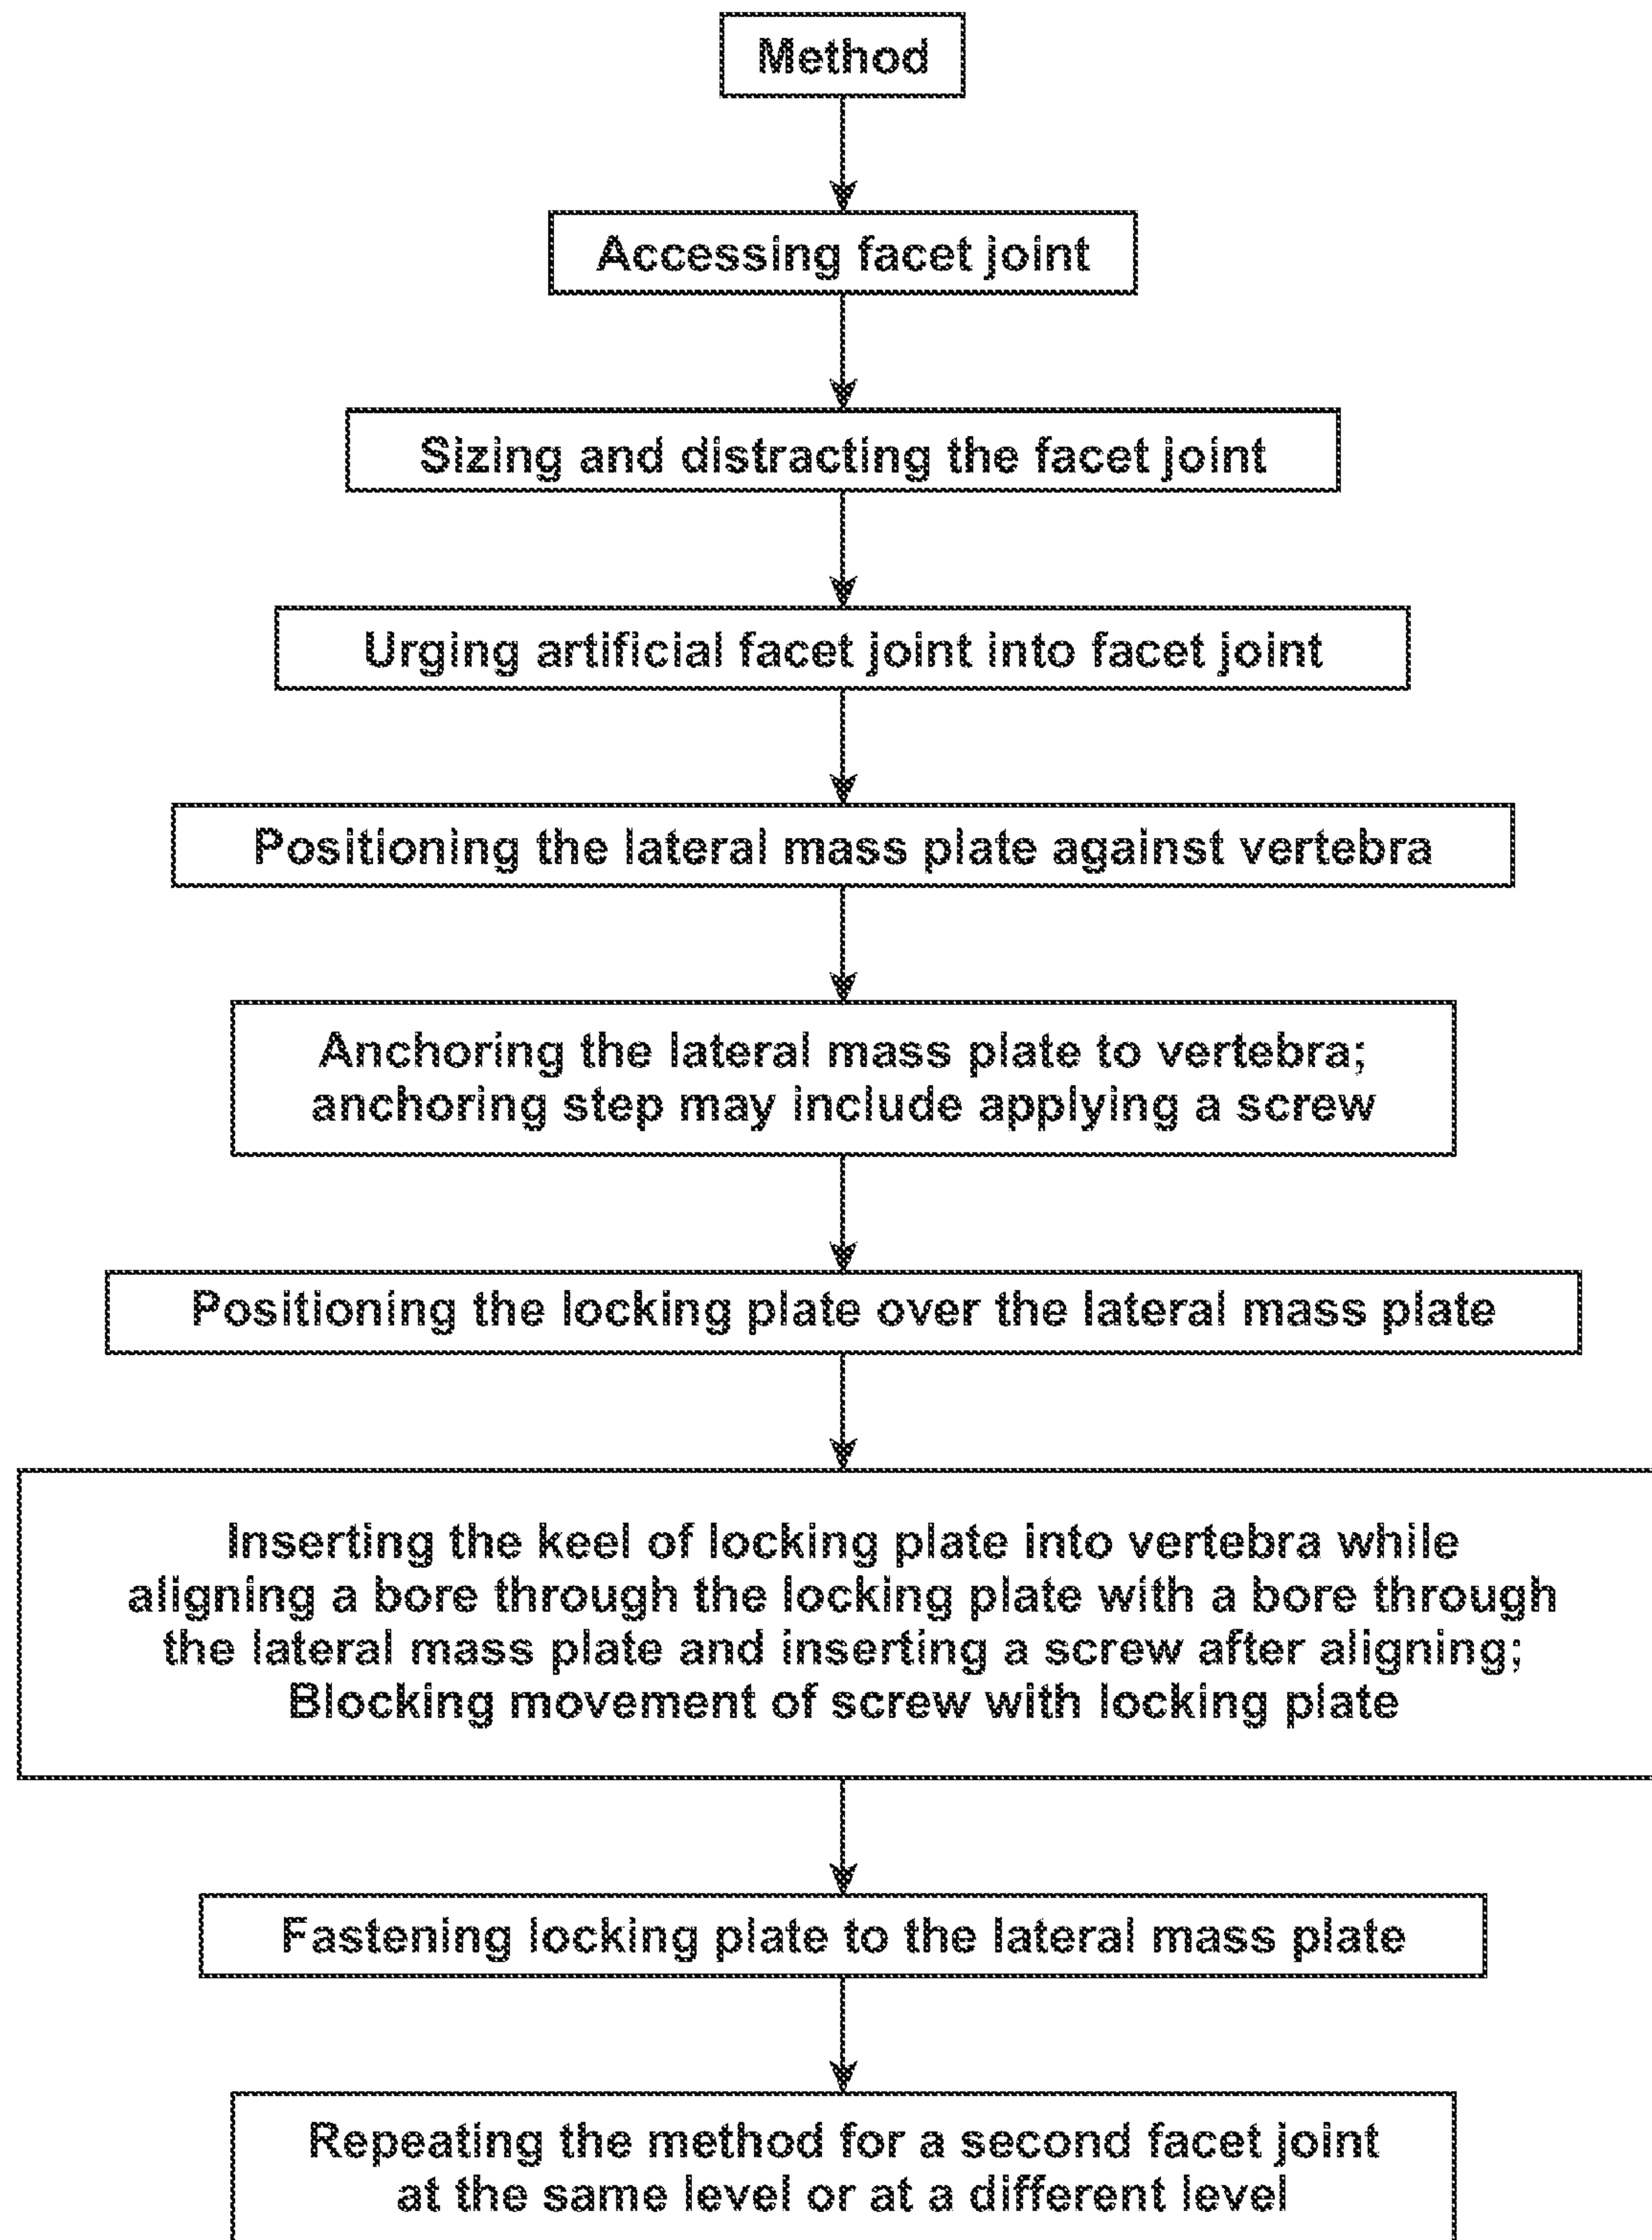 Method
Accessing facet joint
Sizing and distracting the facet joint
Urging artificial facet joint into facet joint
Positioning the lateral mass plate against vertebra
Anchoring the lateral mass plate to vertebra;
anchoring step may include applying a screw
Positioning the locking plate over the lateral mass plate
Inserting the keel of locking plate into vertebra while
aligning a bore through the locking plate with a bore through
the lateral mass plate and inserting a screw after aligning;
Blocking movement of screw with locking plate
Fastening locking plate to the lateral mass plate
Repeating the method for a second facet joint
at the same level or at a different level